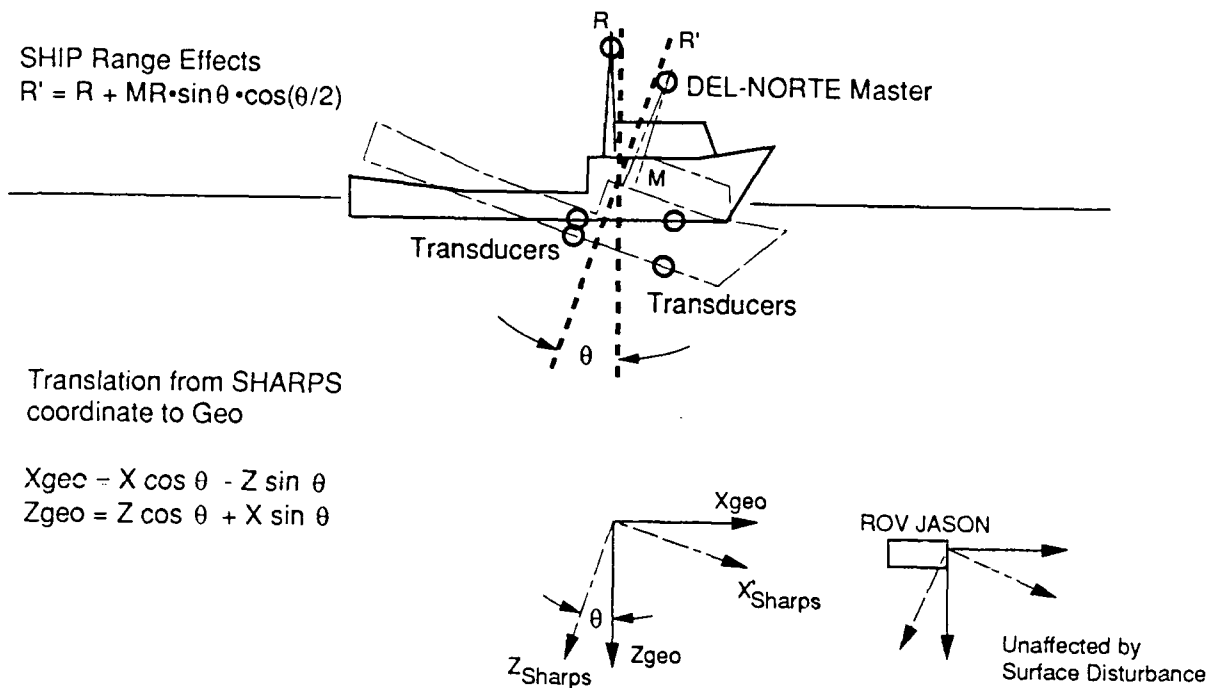 R
R'
SHIP Range Effects
R' = R + MR•sinθ•cos(θ/2)
DEL-NORTE Master
M
Transducers
Transducers
θ
Translation from SHARPS
coordinate to Geo
Xgeo = X cos θ - Z sin θ
Zgeo = Z cos θ + X sin θ
Xgeo
X'Sharps
θ
ZSharps
Zgeo
ROV JASON
Unaffected by
Surface Disturbance